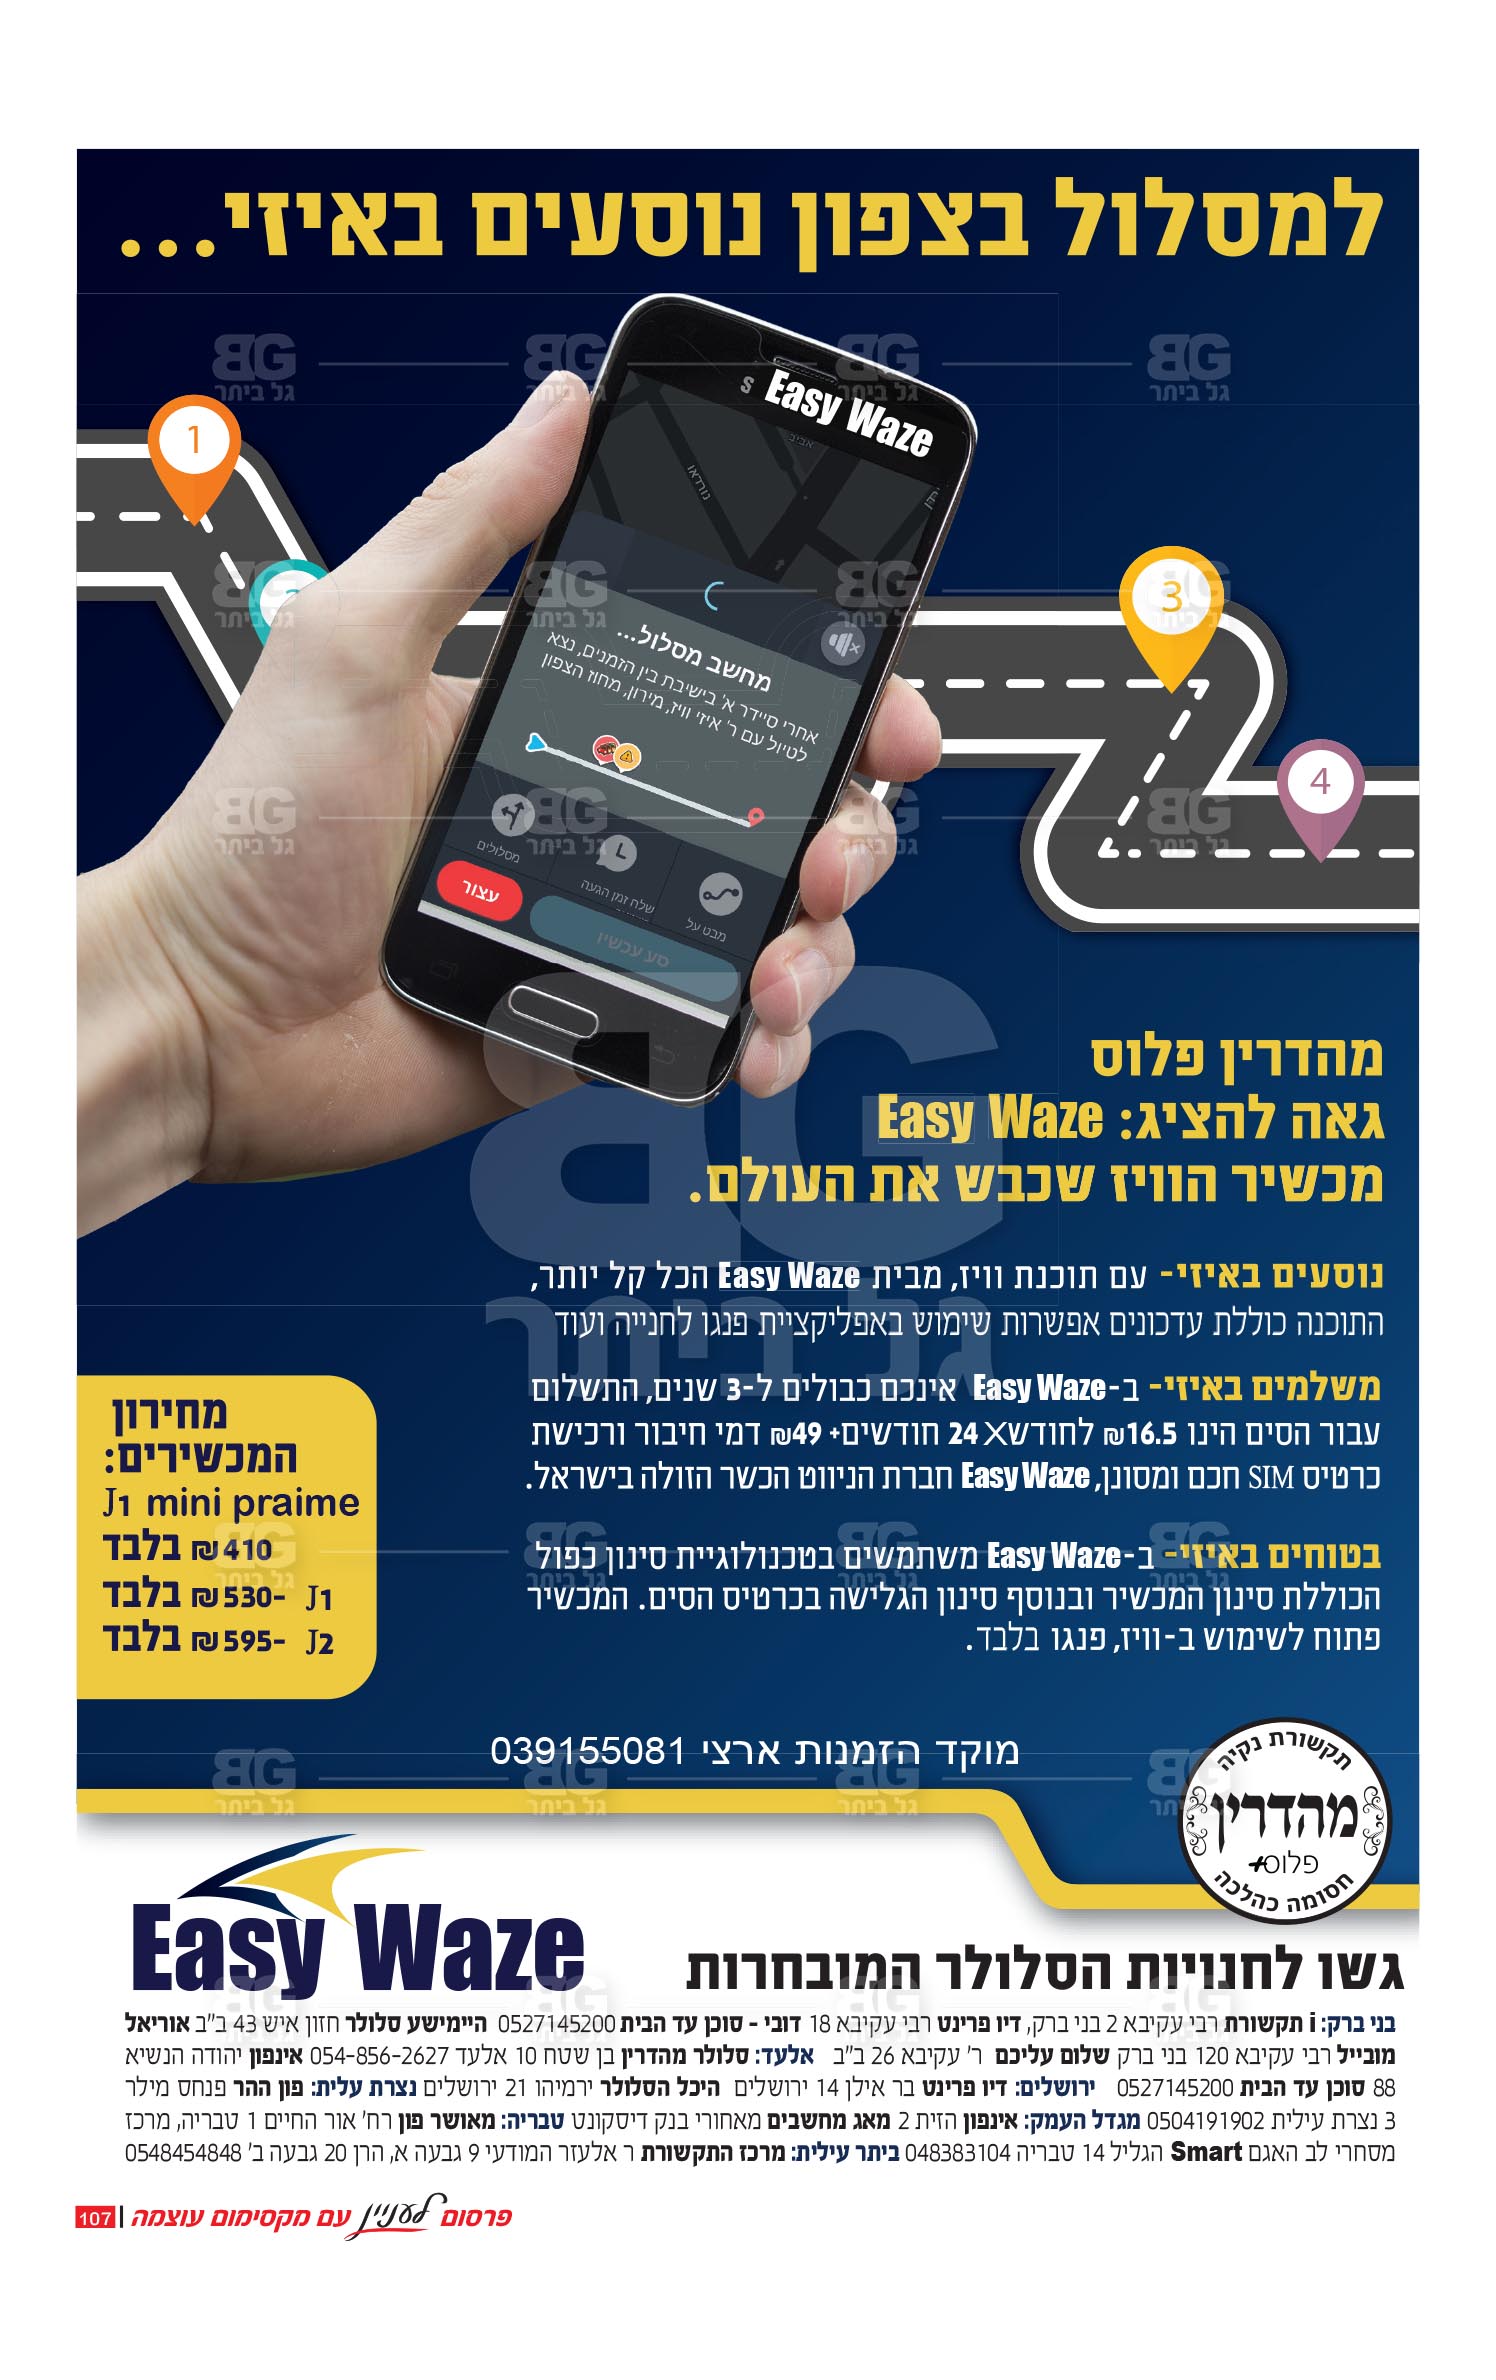 למסלול בצפון נוסעים באיזי...
1
2
3
4
s Easy Waze
אביב
נורדאו
ירדן
מחשב מסלול...
אחרי סיידר א' בישיבת בין הזמנים, נצא
לטיול עם ר' איזי וויז, מירון, מחוז הצפון
מסלולים
שלח זמן הגעה
מבט על
עצור
סע עכשיו
BG
גל ביתר
מהדרין פלוס
גאה להציג: Easy Waze
מכשיר הוויז שכבש את העולם.
נוסעים באיזי- עם תוכנת וויז, מבית Easy Waze הכל קל יותר,
התוכנה כוללת עדכונים אפשרות שימוש באפליקציית פנגו לחנייה ועוד
משלמים באיזי- ב-Easy Waze אינכם כבולים ל-3 שנים, התשלום
עבור הסים הינו 16.5₪ לחודשX 24 חודשים+ 49₪ דמי חיבור ורכישת
כרטיס SIM חכם ומסונן, Easy Waze חברת הניווט הכשר הזולה בישראל.
בטוחים באיזי- ב-Easy Waze משתמשים בטכנולוגיית סינון כפול
הכוללת סינון המכשיר ובנוסף סינון הגלישה בכרטיס הסים. המכשיר
פתוח לשימוש ב-וויז, פנגו בלבד.
מחירון
המכשירים:
J1 mini praime
410 ₪ בלבד
J1 -530 ₪ בלבד
J2 -595 ₪ בלבד
מוקד הזמנות ארצי 039155081
תקשורת נקיה
מהדרין
פלוס+
חסומה כהלכה
Easy Waze
גשו לחנויות הסלולר המובחרות
בני ברק: i תקשורת רבי עקיבא 2 בני ברק, דיו פרינט רבי עקיבא 18 דובי - סוכן עד הבית 0527145200 היימישע סלולר חזון איש 43 ב"ב אוריאל
מובייל רבי עקיבא 120 בני ברק שלום עליכם ר' עקיבא 26 ב"ב אלעד: סלולר מהדרין בן שטח 10 אלעד 054-856-2627 אינפון יהודה הנשיא
88 סוכן עד הבית 0527145200 ירושלים: דיו פרינט בר אילן 14 ירושלים היכל הסלולר ירמיהו 21 ירושלים נצרת עלית: פון ההר פנחס מילר
3 נצרת עילית 0504191902 מגדל העמק: אינפון הזית 2 מאג מחשבים מאחורי בנק דיסקונט טבריה: מאושר פון רח' אור החיים 1 טבריה, מרכז
מסחרי לב האגם Smart הגליל 14 טבריה 048383104 ביתר עילית: מרכז התקשורת ר אלעזר המודעי 9 גבעה א, הרן 20 גבעה ב' 0548454848
פרסום לעניין עם מקסימום עוצמה | 107